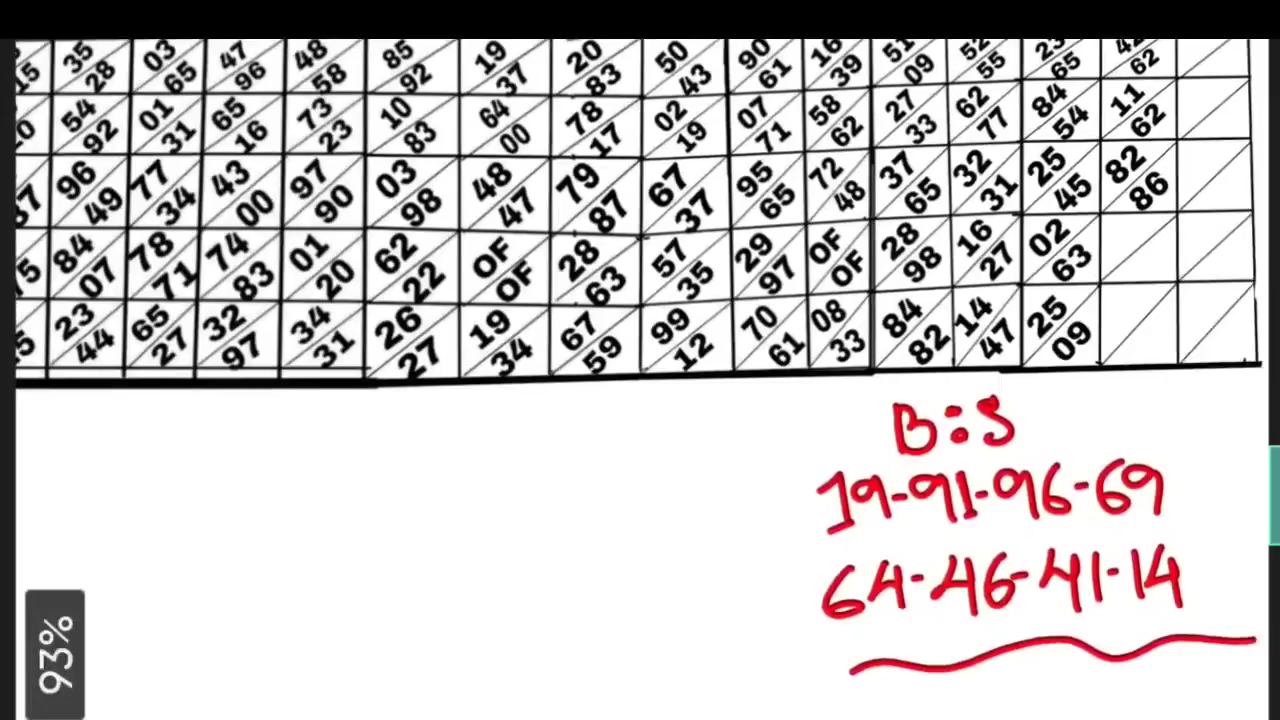 15 35 28 03 65 47 96 48 58 85 92 19 37 20 83 50 43 90 61 16 39 51 09 52 55 23 65 42 62
54 92 01 31 65 16 73 23 10 83 64 00 78 17 02 19 07 71 58 62 27 33 62 77 84 54 11 62
37 96 49 77 34 43 00 97 90 03 98 48 47 79 87 67 37 95 65 72 48 37 65 32 31 25 45 82 86
84 07 78 71 74 83 01 20 62 22 OF OF 28 63 57 35 29 97 OF OF 28 98 16 27 02 63
23 44 65 27 32 97 34 31 26 27 19 34 67 59 99 12 70 61 08 33 84 82 14 47 25 09
B:S
19-91-96-69
64-46-41-14
93%